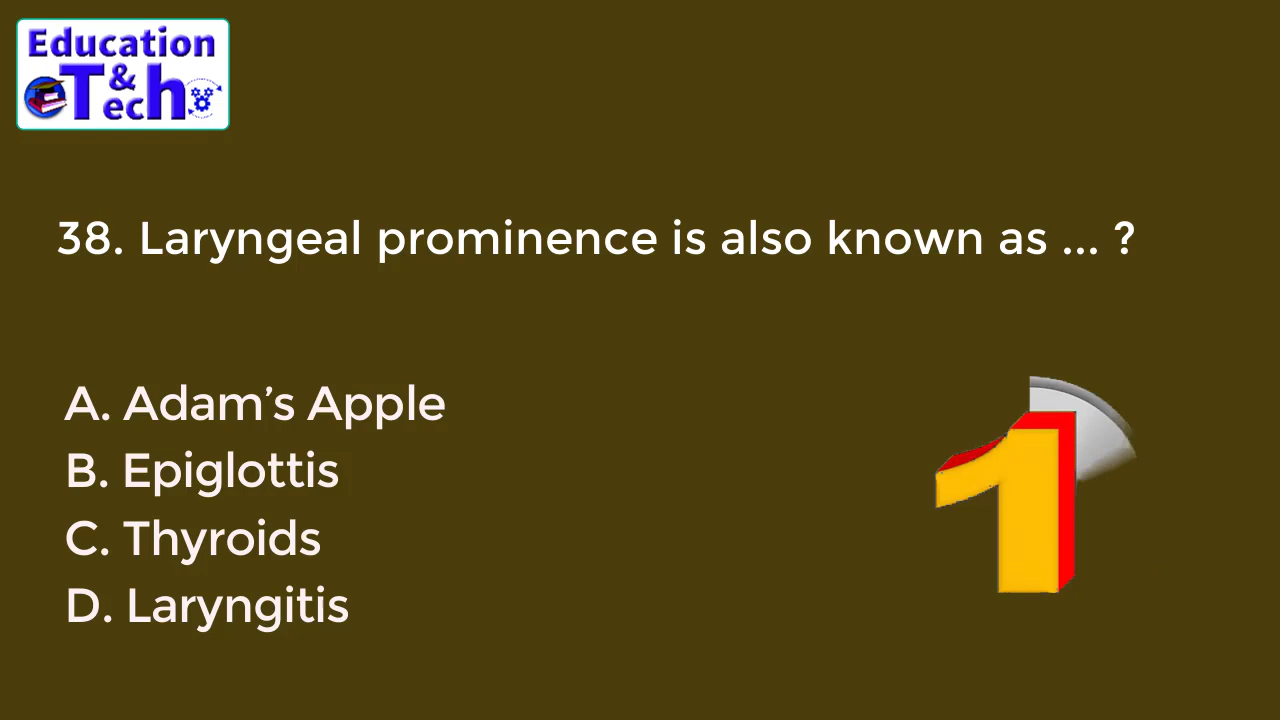 Education
&
Tech
38. Laryngeal prominence is also known as ... ?
A. Adam’s Apple
B. Epiglottis
C. Thyroids
D. Laryngitis
1